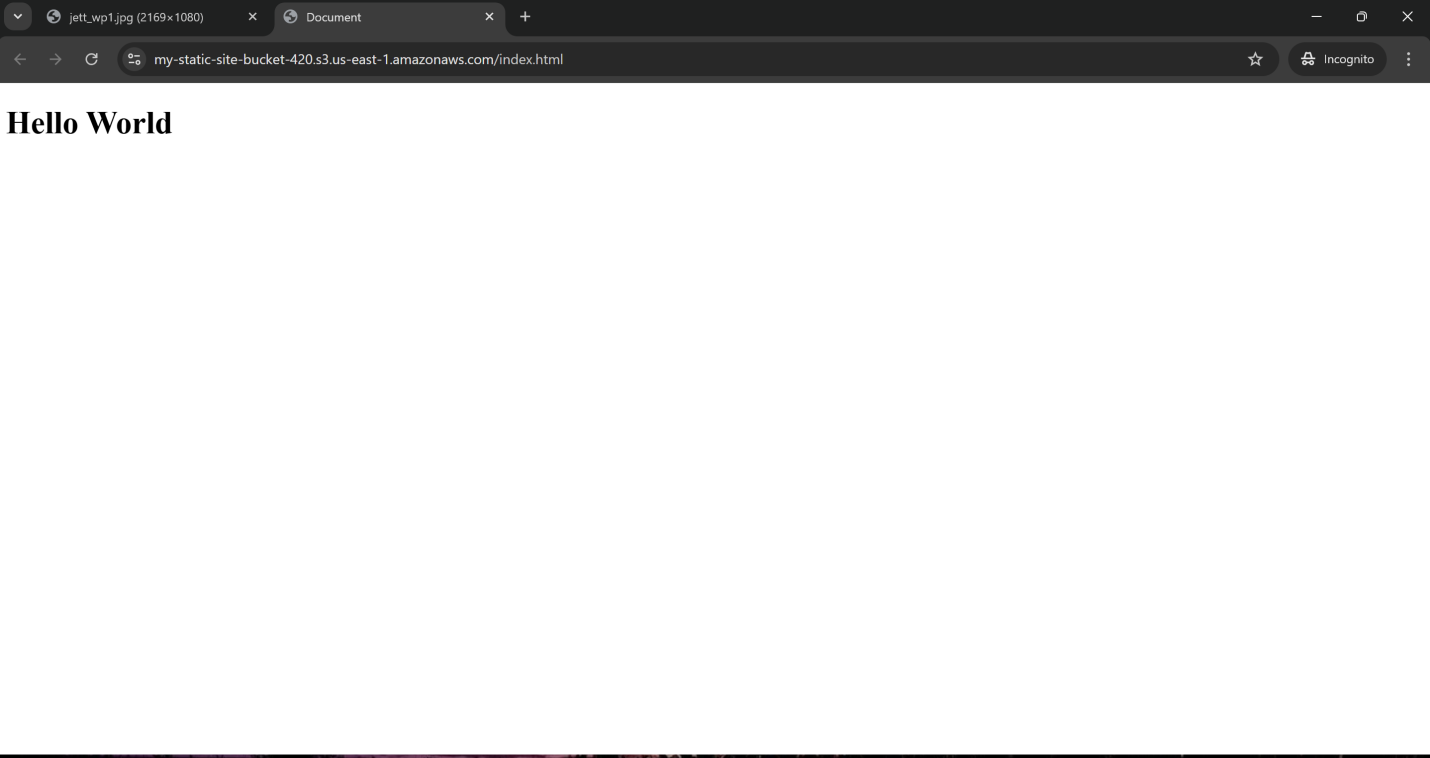 jett_wp1.jpg (2169×1080)
Document
my-static-site-bucket-420.s3.us-east-1.amazonaws.com/index.html
Incognito
Hello World